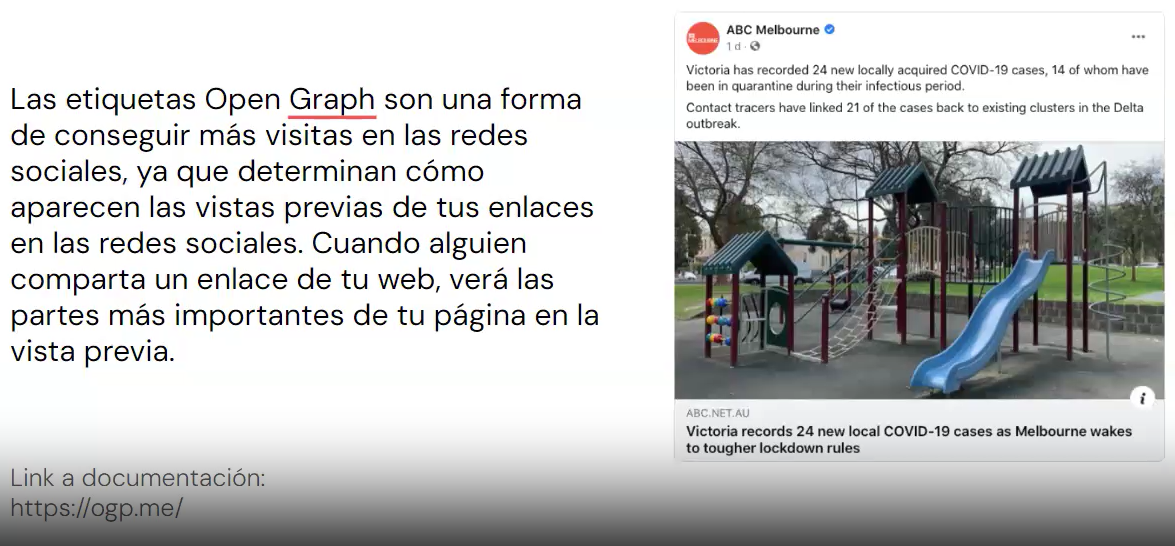 Las etiquetas Open Graph son una forma
de conseguir más visitas en las redes
sociales, ya que determinan cómo
aparecen las vistas previas de tus enlaces
en las redes sociales. Cuando alguien
comparta un enlace de tu web, verá las
partes más importantes de tu página en la
vista previa.
Link a documentación:
https://ogp.me/
ABC Melbourne
1 d ·
Victoria has recorded 24 new locally acquired COVID-19 cases, 14 of whom have
been in quarantine during their infectious period.
Contact tracers have linked 21 of the cases back to existing clusters in the Delta
outbreak.
ABC.NET.AU
Victoria records 24 new local COVID-19 cases as Melbourne wakes
to tougher lockdown rules